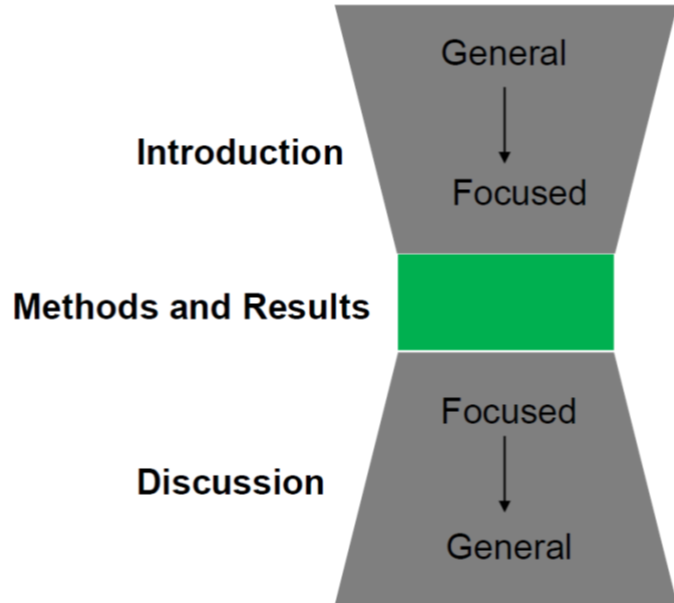 General
Introduction
Focused
Methods and Results
Focused
Discussion
General